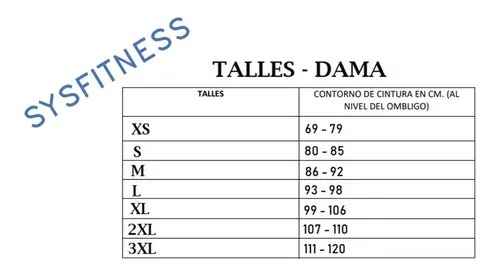 SYSFITNESS
TALLES - DAMA
TALLES
CONTORNO DE CINTURA EN CM. (AL
NIVEL DEL OMBLIGO)
XS 69 - 79
S 80 - 85
M 86 - 92
L 93 - 98
XL 99 - 106
2XL 107 - 110
3XL 111 - 120